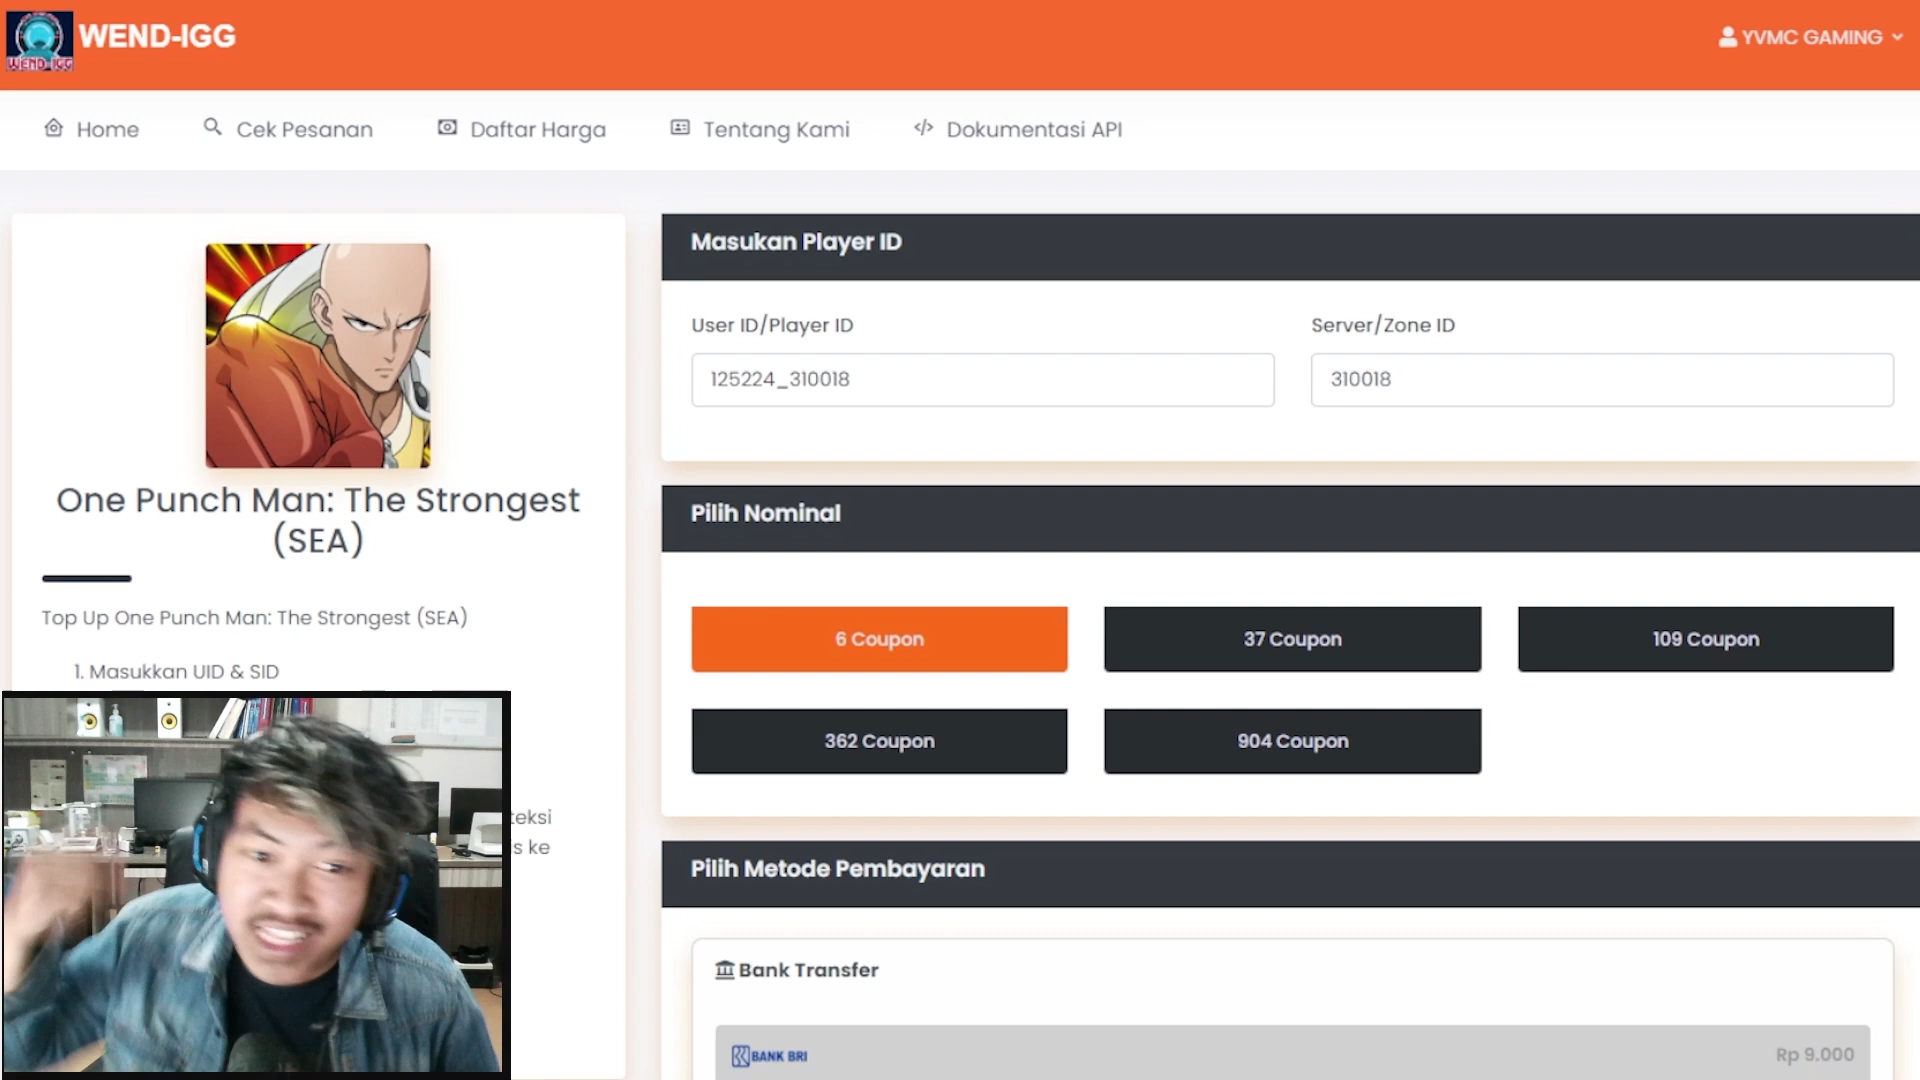 WEND-IGG
WEND-IGG
YVMC GAMING
Home
Cek Pesanan
Daftar Harga
Tentang Kami
Dokumentasi API
One Punch Man: The Strongest
(SEA)
Top Up One Punch Man: The Strongest (SEA)
1. Masukkan UID & SID
teksi
s ke
Masukan Player ID
User ID/Player ID
Server/Zone ID
125224_310018
310018
Pilih Nominal
6 Coupon
37 Coupon
109 Coupon
362 Coupon
904 Coupon
Pilih Metode Pembayaran
Bank Transfer
BANK BRI
Rp 9.000